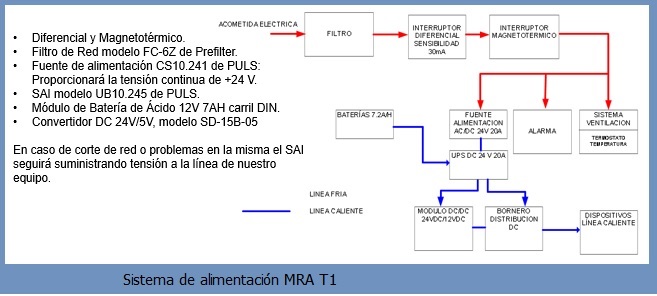 • Diferencial y Magnetotérmico.
• Filtro de Red modelo FC-6Z de Prefilter.
• Fuente de alimentación CS10.241 de PULS:
Proporcionará la tensión continua de +24 V.
• SAI modelo UB10.245 de PULS.
• Módulo de Batería de Ácido 12V 7AH carril DIN.
• Convertidor DC 24V/5V, modelo SD-15B-05
En caso de corte de red o problemas en la misma el SAI
seguirá suministrando tensión a la línea de nuestro
equipo.
ACOMETIDA ELECTRICA
FILTRO
INTERRUPTOR
DIFERENCIAL
SENSIBILIDAD
30mA
INTERRUPTOR
MAGNETOTERMICO
BATERÍAS 7.2A/H
FUENTE
ALIMENTACION
AC/DC 24V 20A
ALARMA
SISTEMA
VENTILACION
TERMOSTATO
TEMPERATURA
UPS DC 24 V 20A
LINEA FRIA
LINEA CALIENTE
MODULO DC/DC
24VDC/12VDC
BORNERO
DISTRIBUTION
DC
DISPOSITIVOS
LÍNEA CALIENTE
Sistema de alimentación MRA T1